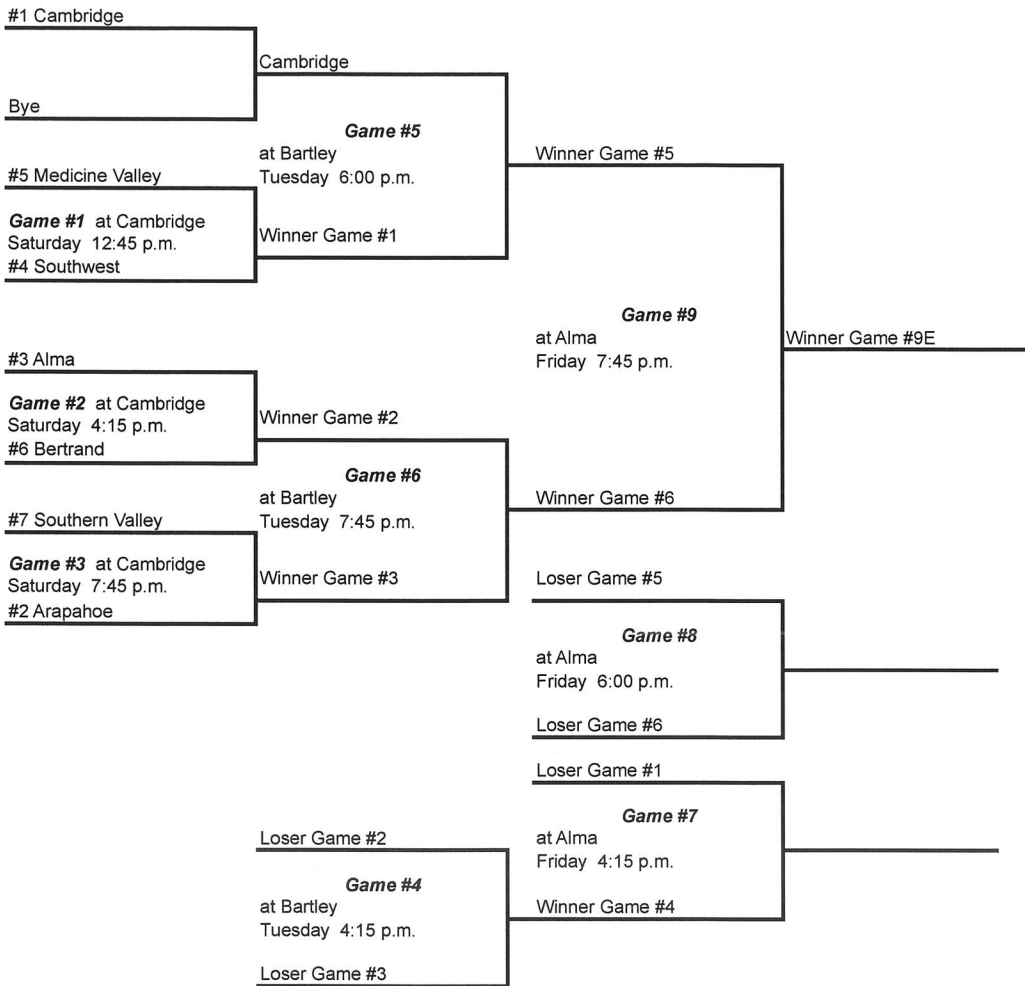 #1 Cambridge
Cambridge
Bye
Game #5
at Bartley
Tuesday 6:00 p.m.
Winner Game #5
#5 Medicine Valley
Game #1 at Cambridge
Saturday 12:45 p.m.
#4 Southwest
Winner Game #1
Game #9
at Alma
Friday 7:45 p.m.
Winner Game #9E
#3 Alma
Game #2 at Cambridge
Saturday 4:15 p.m.
#6 Bertrand
Winner Game #2
Game #6
at Bartley
Tuesday 7:45 p.m.
Winner Game #6
#7 Southern Valley
Game #3 at Cambridge
Saturday 7:45 p.m.
#2 Arapahoe
Winner Game #3
Loser Game #5
Game #8
at Alma
Friday 6:00 p.m.
Loser Game #6
Loser Game #1
Game #7
at Alma
Friday 4:15 p.m.
Winner Game #4
Loser Game #2
Game #4
at Bartley
Tuesday 4:15 p.m.
Loser Game #3